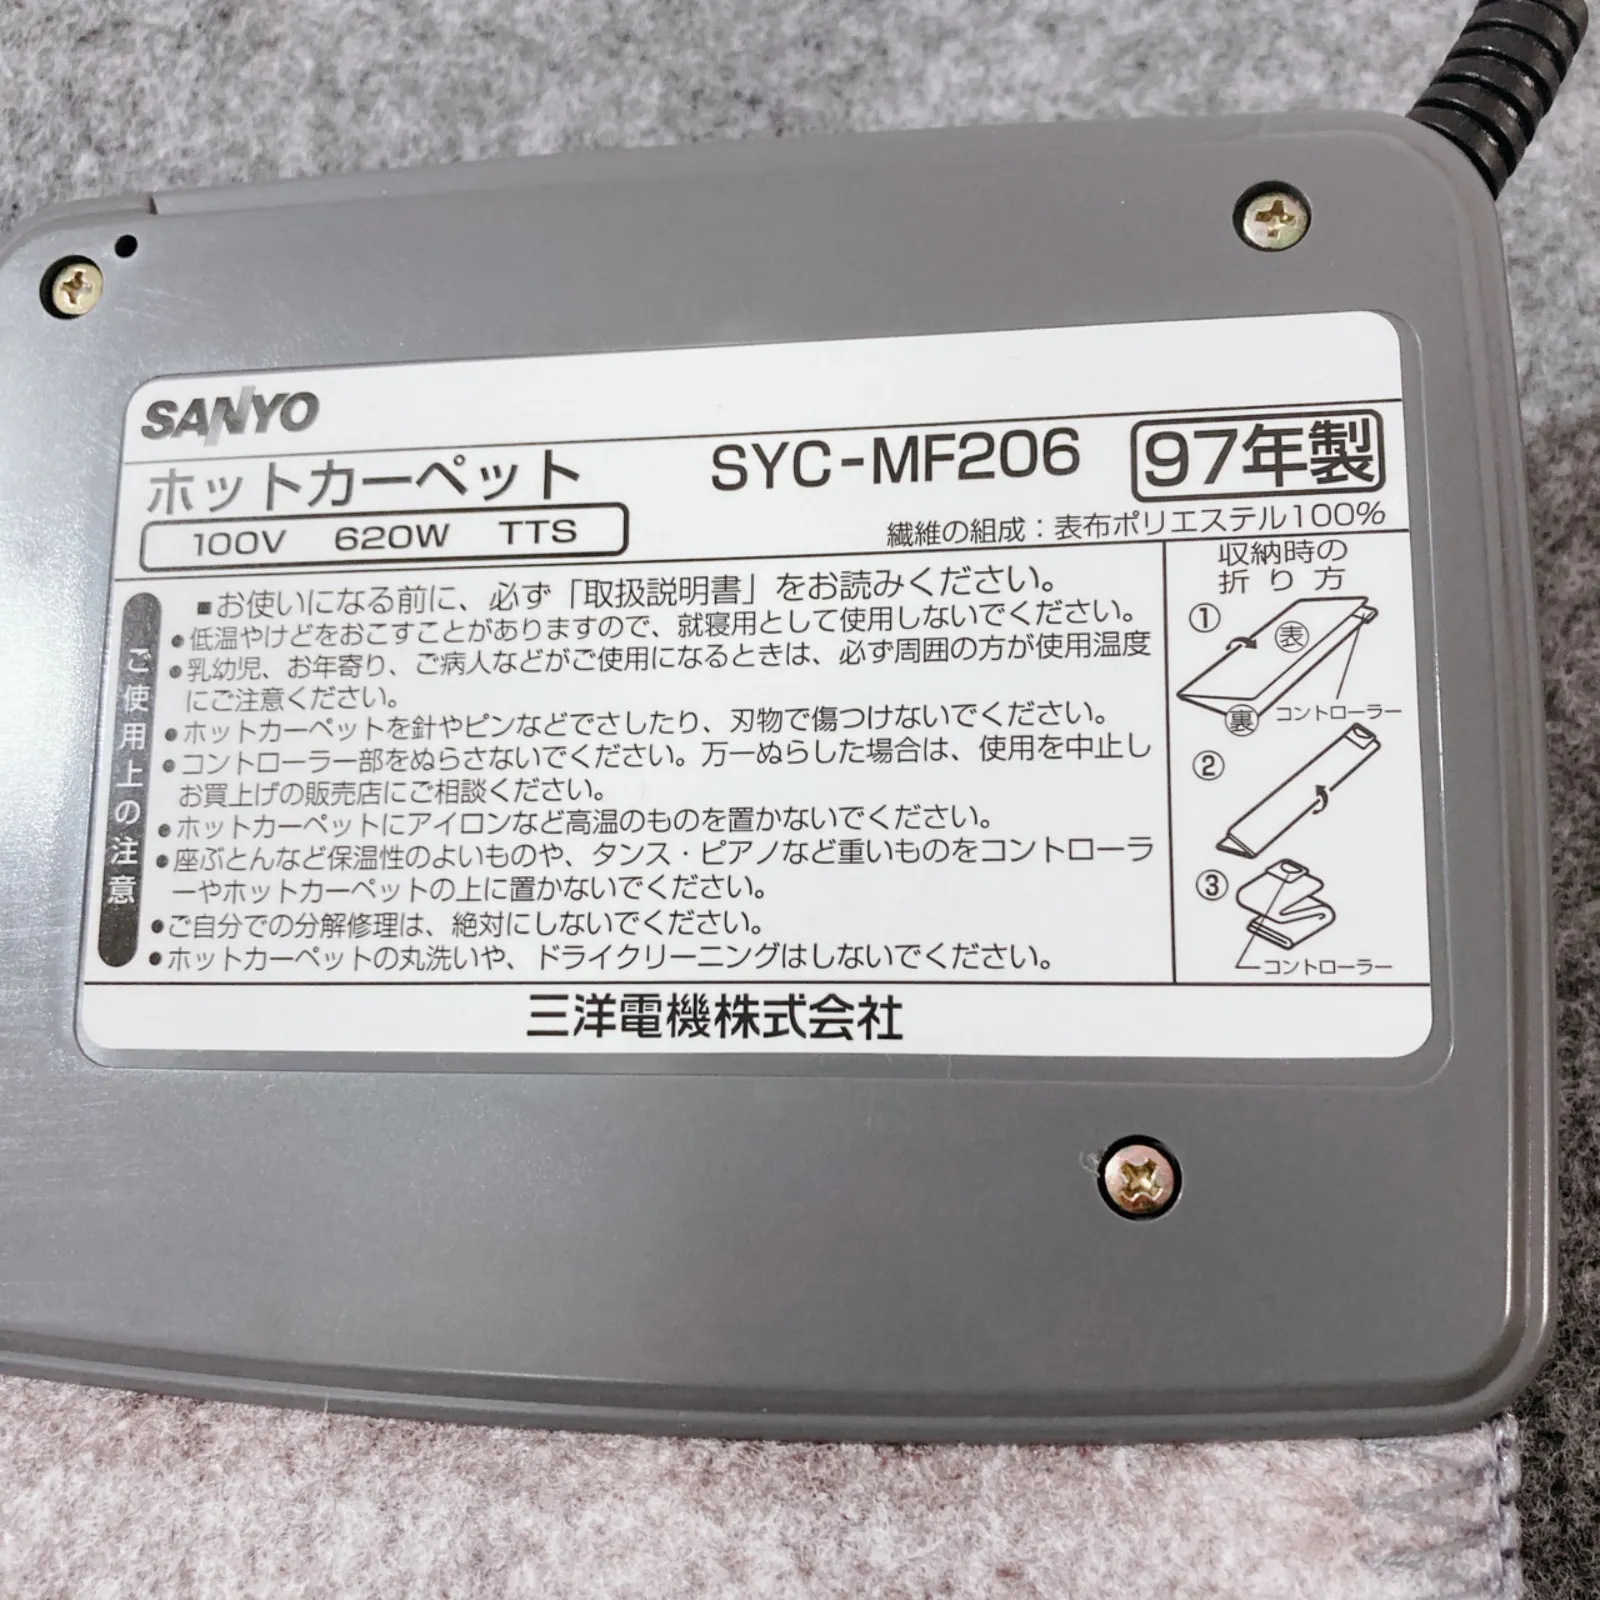 SANYO
ホットカーペット SYC-MF206 97年製
100V 620W TTS
繊維の組成：表布ポリエステル100%
ご使用上の注意
■お使いになる前に、必ず「取扱説明書」をお読みください。
●低温やけどをおこすことがありますので、就寝用として使用しないでください。
●乳幼児、お年寄り、ご病人などがご使用になるときは、必ず周囲の方が使用温度
にご注意ください。
●ホットカーペットを針やピンなどでさしたり、刃物で傷つけないでください。
●コントローラー部をぬらさないでください。万一ぬらした場合は、使用を中止し
お買上げの販売店にご相談ください。
●ホットカーペットにアイロンなど高温のものを置かないでください。
●座ぶとんなど保温性のよいものや、タンス・ピアノなど重いものをコントローラ
ーやホットカーペットの上に置かないでください。
●ご自分での分解修理は、絶対にしないでください。
●ホットカーペットの丸洗いや、ドライクリーニングはしないでください。
収納時の
折り方
①
表
裏
コントローラー
②
③
コントローラー
三洋電機株式会社